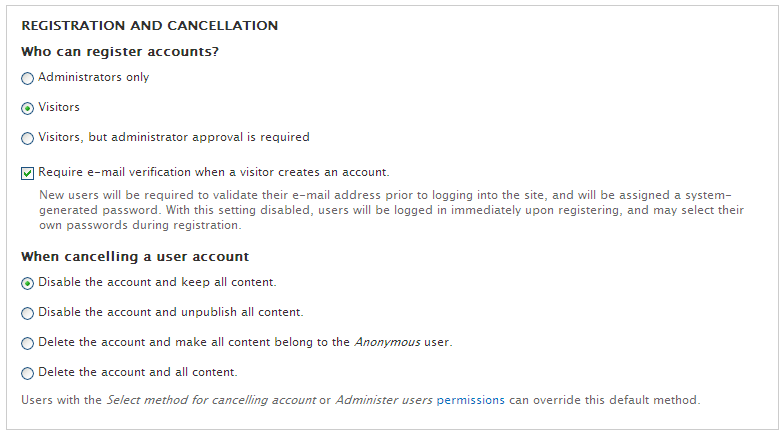 REGISTRATION AND CANCELLATION
Who can register accounts?
Administrators only
Visitors
Visitors, but administrator approval is required
Require e-mail verification when a visitor creates an account.
New users will be required to validate their e-mail address prior to logging into the site, and will be assigned a system-
generated password. With this setting disabled, users will be logged in immediately upon registering, and may select their
own passwords during registration.
When cancelling a user account
Disable the account and keep all content.
Disable the account and unpublish all content.
Delete the account and make all content belong to the Anonymous user.
Delete the account and all content.
Users with the Select method for cancelling account or Administer users permissions can override this default method.